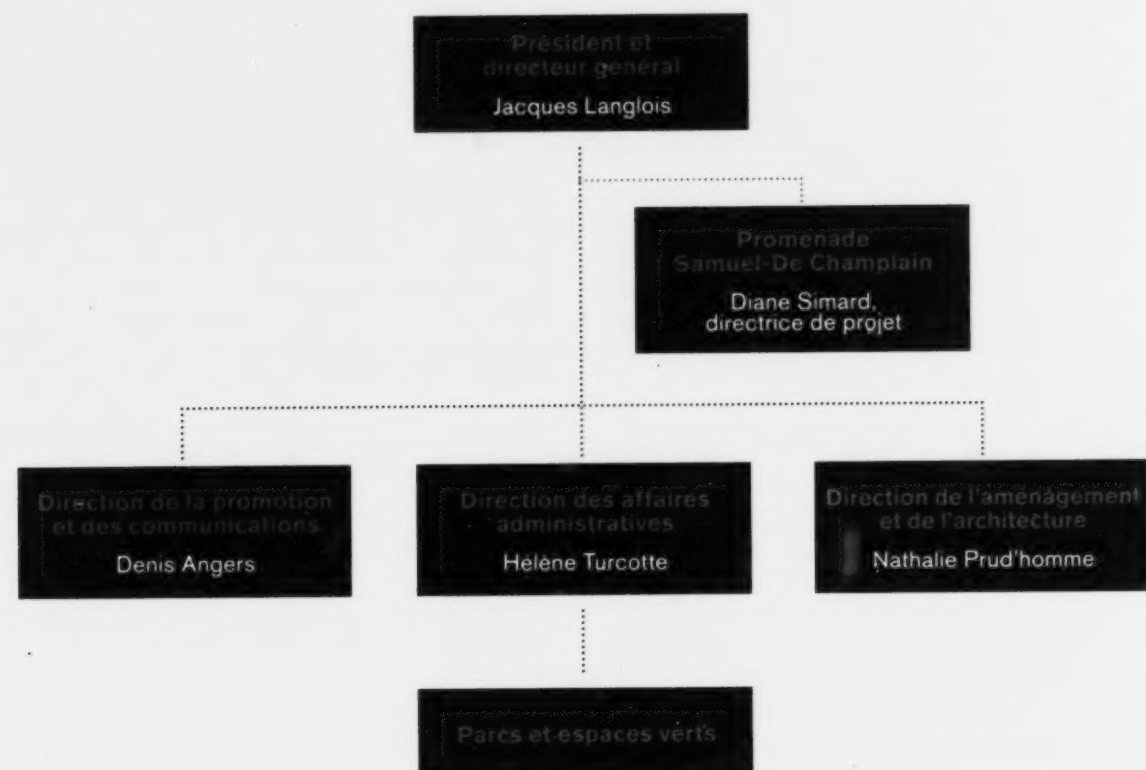 Président et
directeur général
Jacques Langlois
Promenade
Samuel-De Champlain
Diane Simard,
directrice de projet
Direction de la promotion
et des communications
Denis Angers
Direction des affaires
administratives
Hélène Turcotte
Direction de l'aménagement
et de l'architecture
Nathalie Prud'homme
Parcs et espaces verts